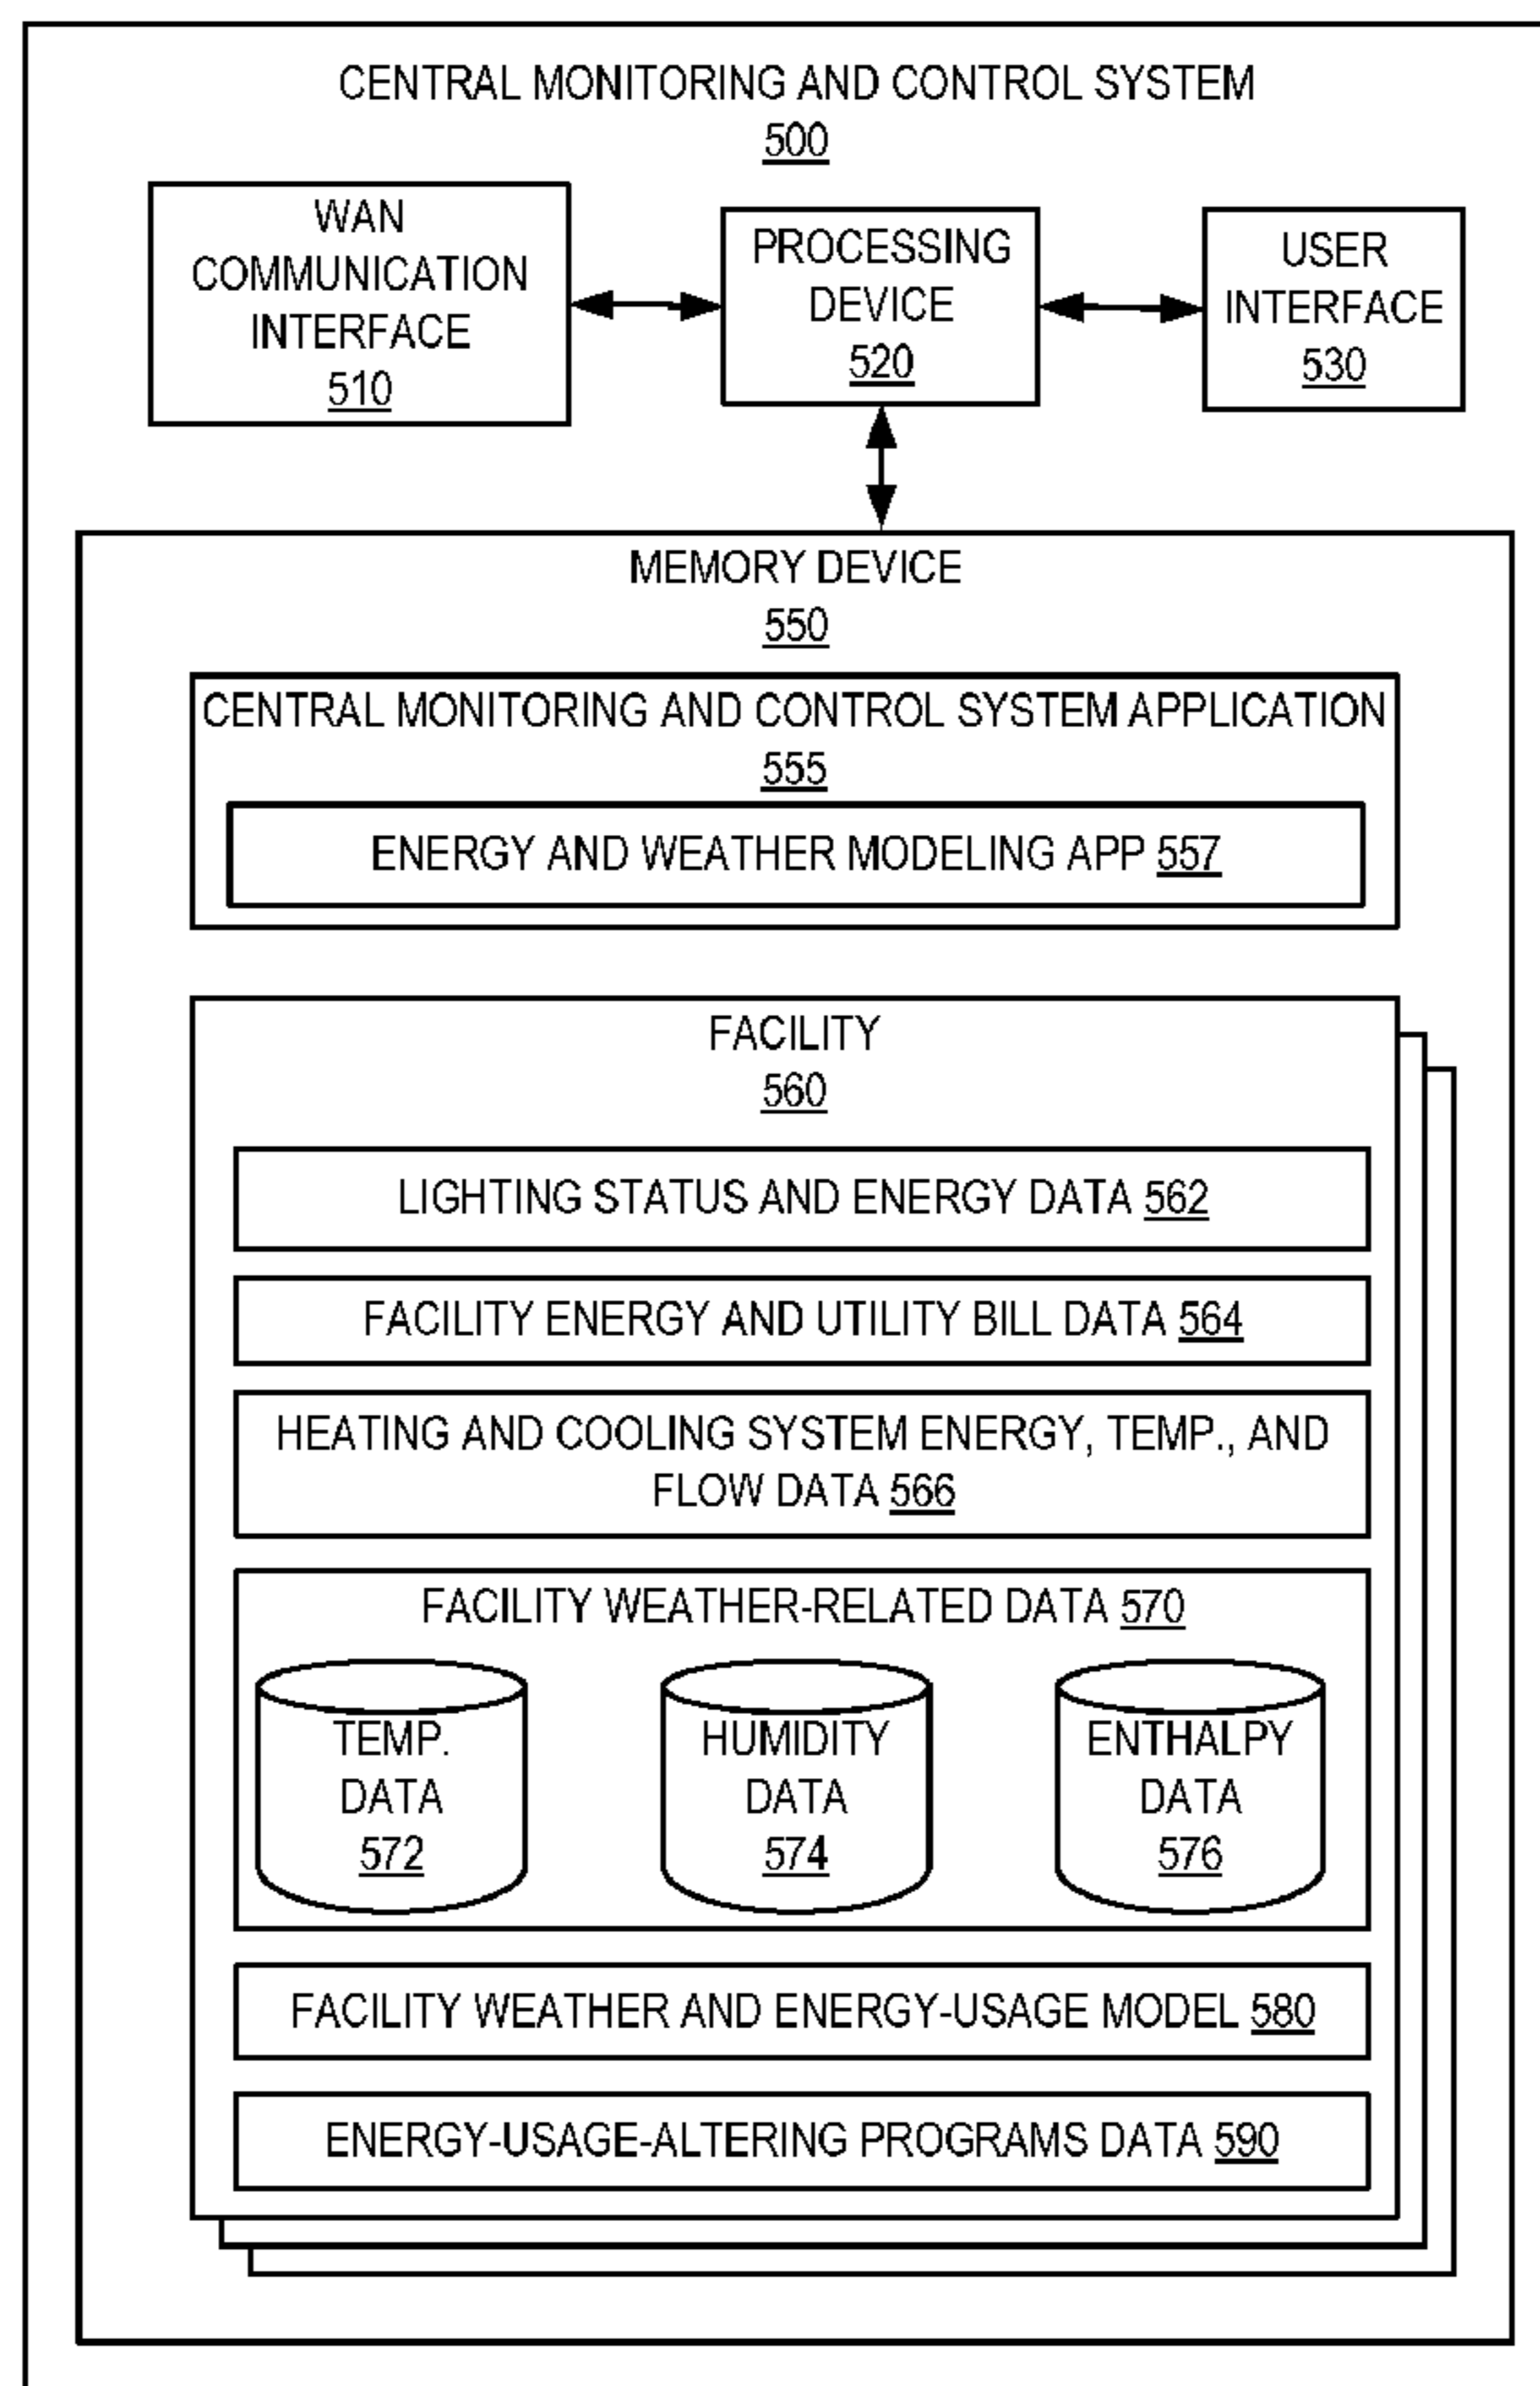 CENTRAL MONITORING AND CONTROL SYSTEM
500
WAN
COMMUNICATION
INTERFACE
510
PROCESSING
DEVICE
520
USER
INTERFACE
530
MEMORY DEVICE
550
CENTRAL MONITORING AND CONTROL SYSTEM APPLICATION
555
ENERGY AND WEATHER MODELING APP 557
FACILITY
560
LIGHTING STATUS AND ENERGY DATA 562
FACILITY ENERGY AND UTILITY BILL DATA 564
HEATING AND COOLING SYSTEM ENERGY, TEMP., AND
FLOW DATA 566
FACILITY WEATHER-RELATED DATA 570
TEMP.
DATA
572
HUMIDITY
DATA
574
ENTHALPY
DATA
576
FACILITY WEATHER AND ENERGY-USAGE MODEL 580
ENERGY-USAGE-ALTERING PROGRAMS DATA 590